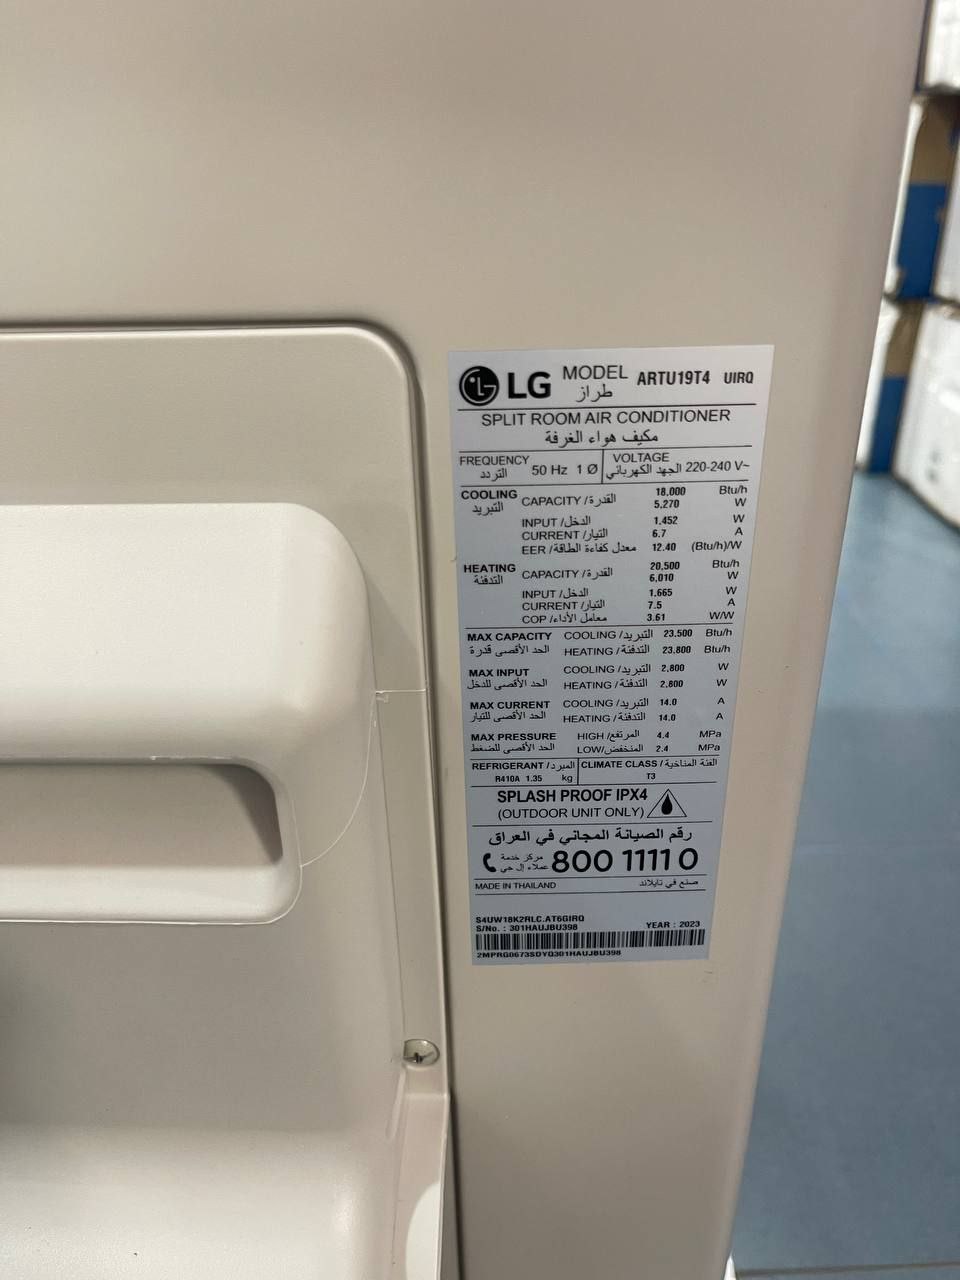 LG MODEL ARTU19T4 UIRQ
طراز
SPLIT ROOM AIR CONDITIONER
مكيف هواء الغرفة
FREQUENCY التردد 50 Hz 1 Ø VOLTAGE الجهد الكهربائي 220-240 V~
COOLING التبريد CAPACITY / القدرة 18,000 Btu/h
5,270 W
INPUT / الدخل 1,452 W
CURRENT / التيار 6.7 A
EER / معدل كفاءة الطاقة 12.40 (Btu/h)/W
HEATING التدفئة CAPACITY / القدرة 20,500 Btu/h
6,010 W
INPUT / الدخل 1,665 W
CURRENT / التيار 7.5 A
COP / معامل الأداء 3.61 W/W
MAX CAPACITY COOLING / التبريد 23,500 Btu/h
الحد الأقصى قدرة HEATING / التدفئة 23,800 Btu/h
MAX INPUT COOLING / التبريد 2,800 W
الحد الأقصى للدخل HEATING / التدفئة 2,800 W
MAX CURRENT COOLING / التبريد 14.0 A
الحد الأقصى للتيار HEATING / التدفئة 14.0 A
MAX PRESSURE HIGH / المرتفع 4.4 MPa
الحد الأقصى للضغط LOW / المنخفض 2.4 MPa
REFRIGERANT / المبرد CLIMATE CLASS / الفئة المناخية
R410A 1.35 kg T3
SPLASH PROOF IPX4
(OUTDOOR UNIT ONLY)
رقم الصيانة المجاني في العراق
مركز خدمة عملاء إل جي 800 11111 0
MADE IN THAILAND صنع في تايلاند
S4UW18K2RLC.AT6GIRQ
S/No. : 301HAUJBU398 YEAR : 2023
2MPRG0673SDYQ301HAUJBU398